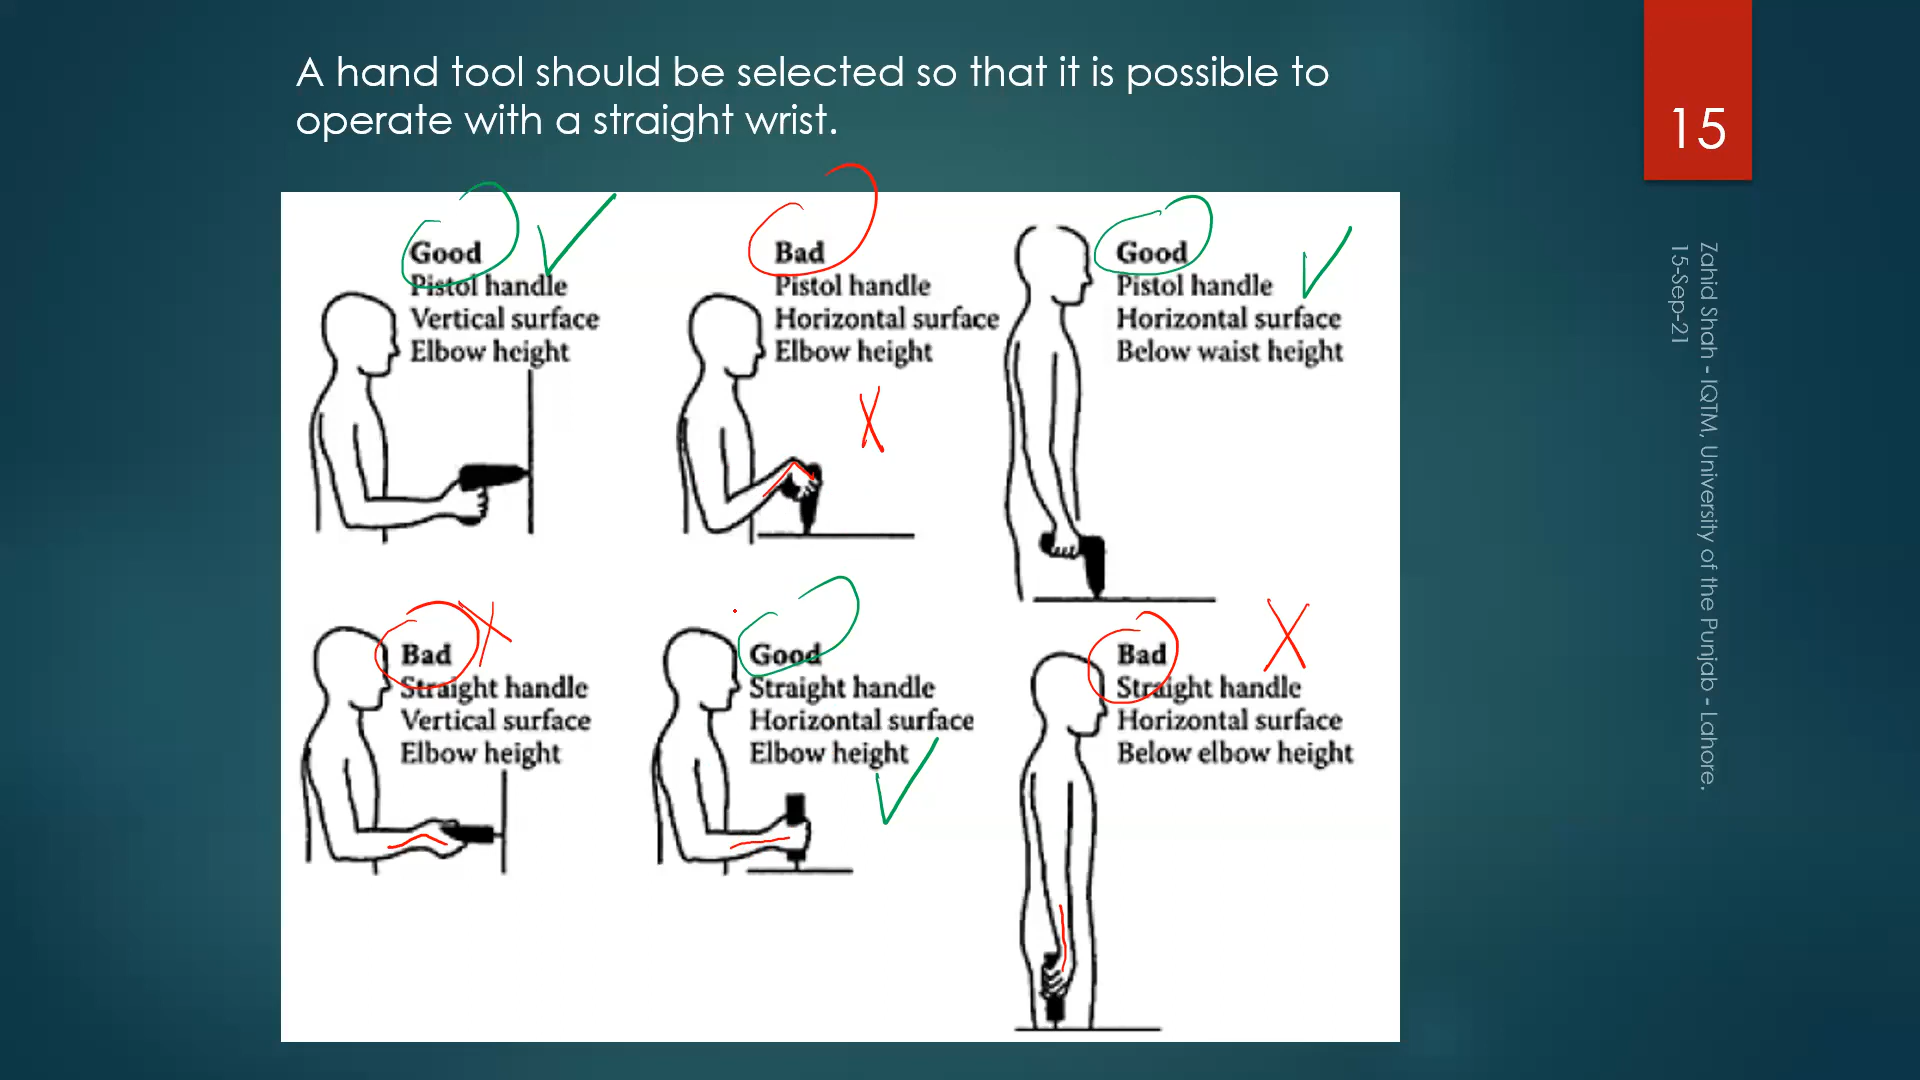 A hand tool should be selected so that it is possible to
operate with a straight wrist.
15
Good
Pistol handle
Vertical surface
Elbow height
Bad
Pistol handle
Horizontal surface
Elbow height
Good
Pistol handle
Horizontal surface
Below waist height
Bad
Straight handle
Vertical surface
Elbow height
Good
Straight handle
Horizontal surface
Elbow height
Bad
Straight handle
Horizontal surface
Below elbow height
Zahid Shah - IQTM, University of the Punjab - Lahore.
15-Sep-21